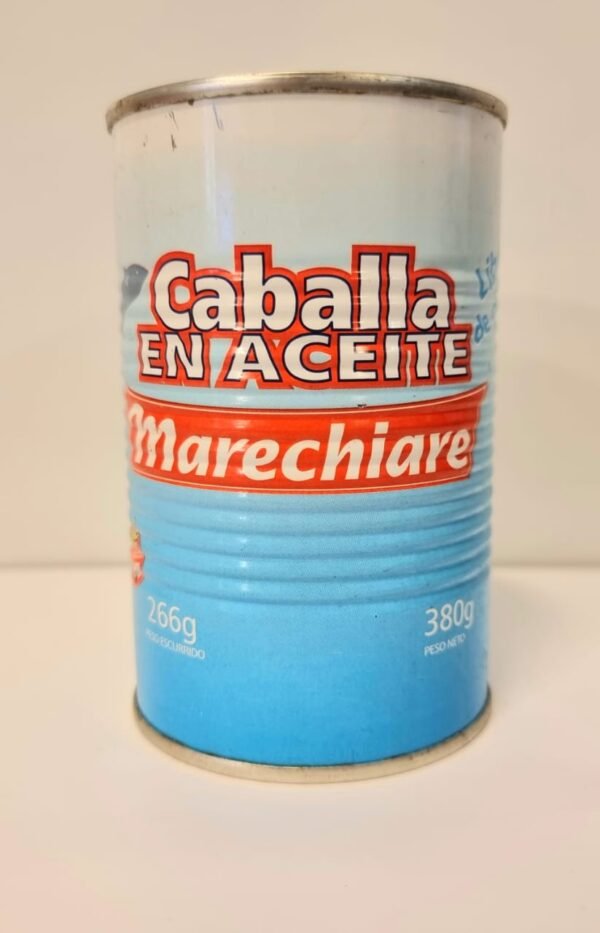 Caballa
EN ACEITE
Marechiare
266g
PESO ESCURRIDO
380g
PESO NETO